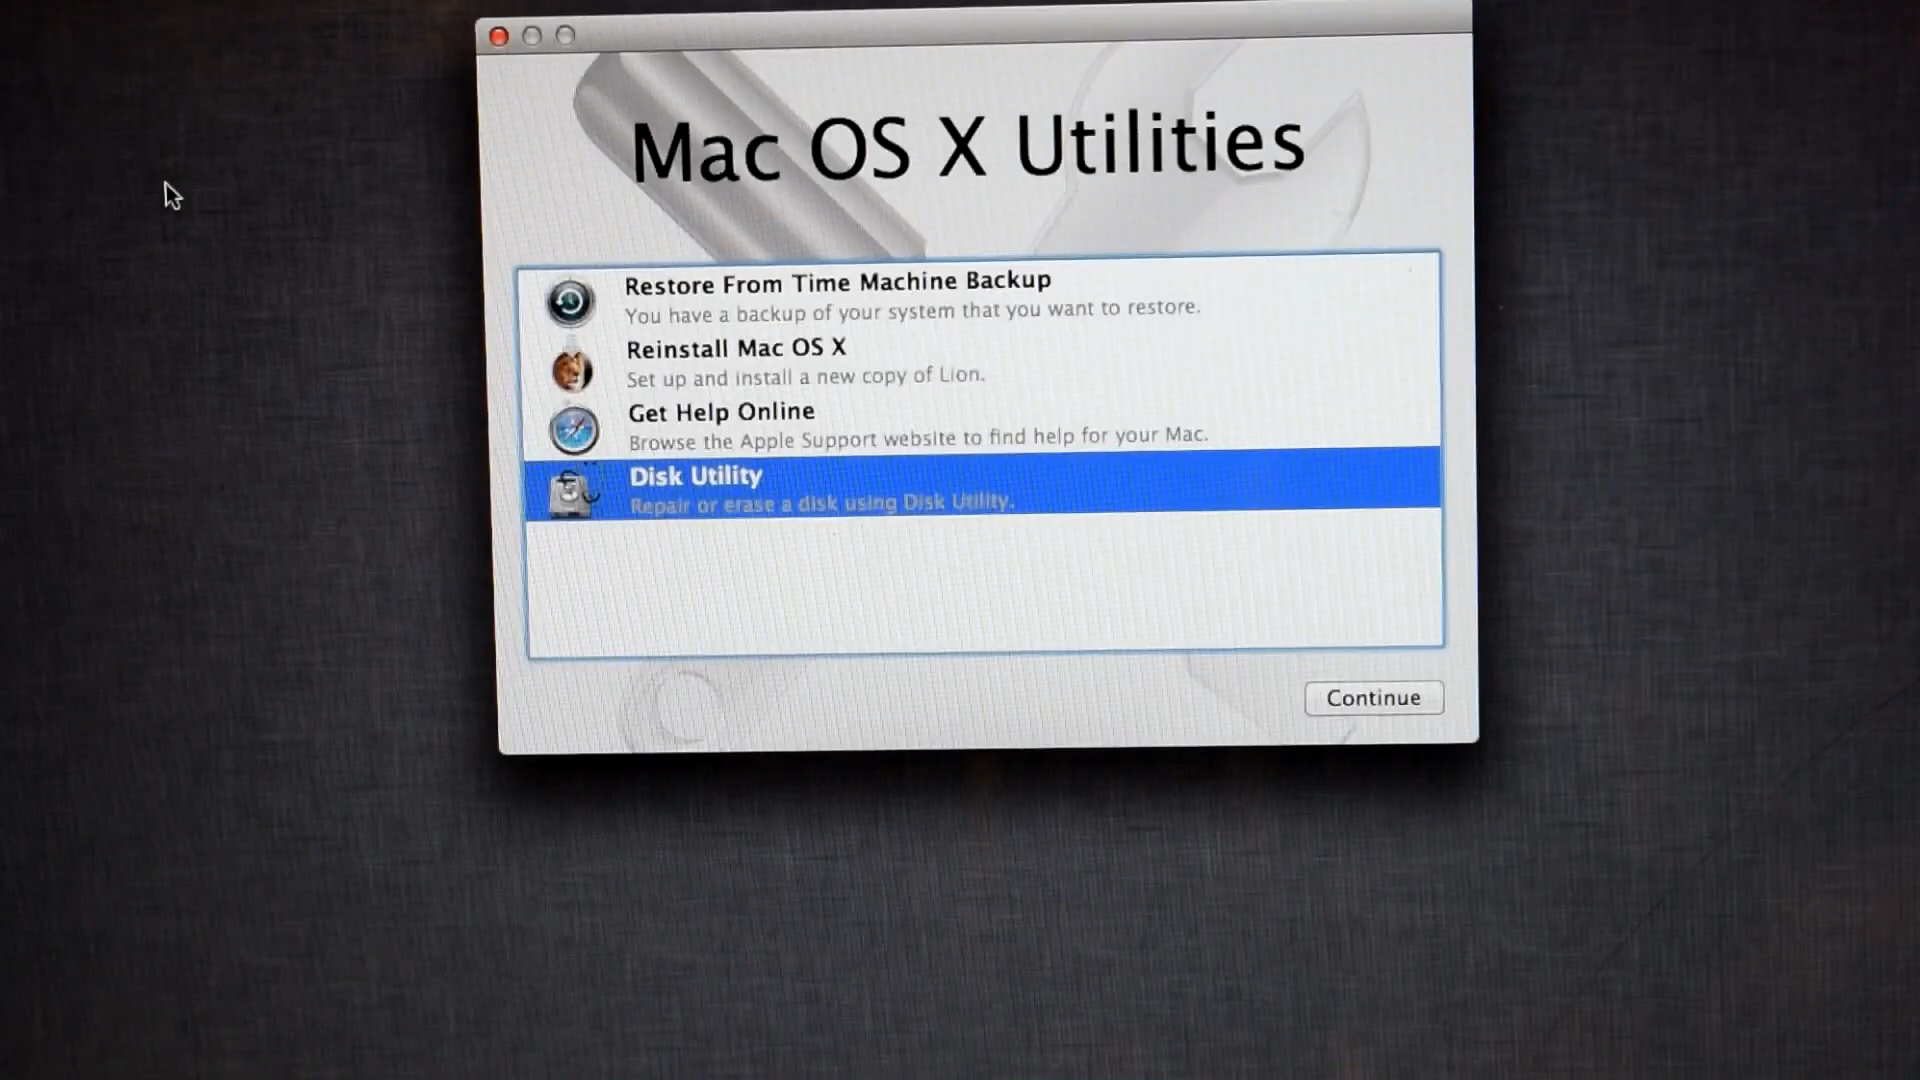 Mac OS X Utilities
Restore From Time Machine Backup
You have a backup of your system that you want to restore.
Reinstall Mac OS X
Set up and install a new copy of Lion.
Get Help Online
Browse the Apple Support website to find help for your Mac.
Disk Utility
Repair or erase a disk using Disk Utility.
Continue